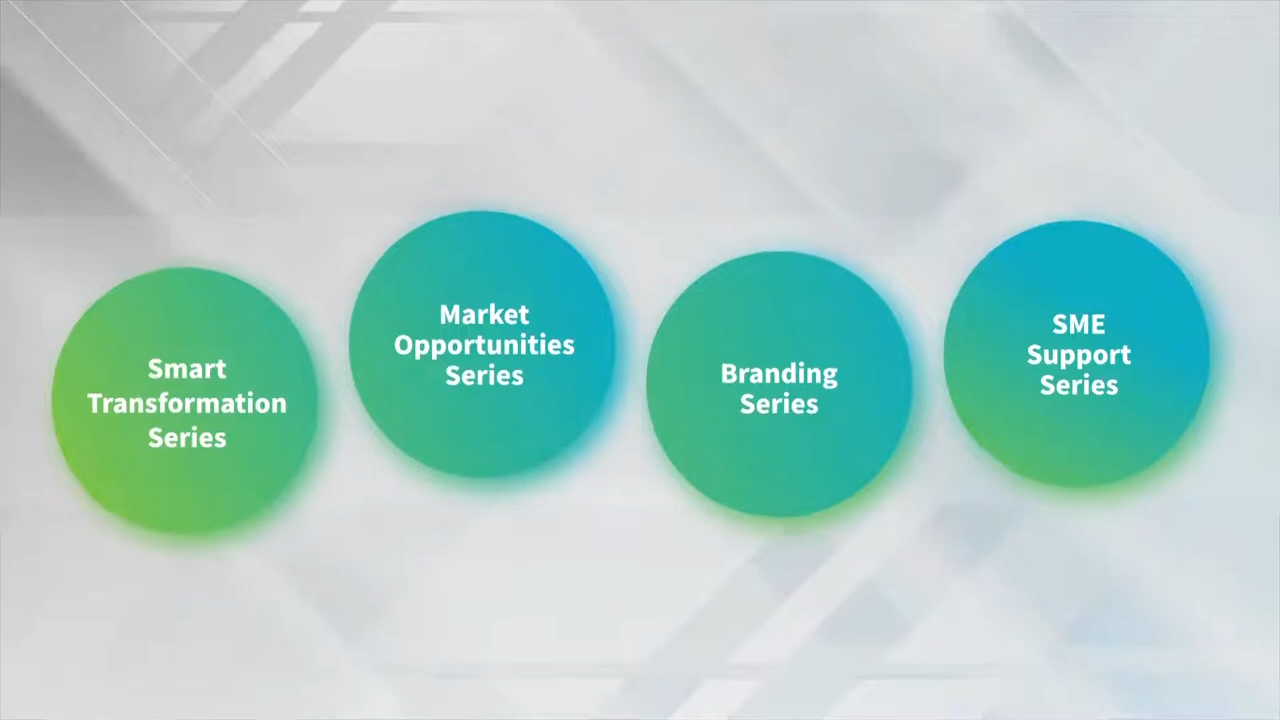 Smart
Transformation
Series
Market
Opportunities
Series
Branding
Series
SME
Support
Series